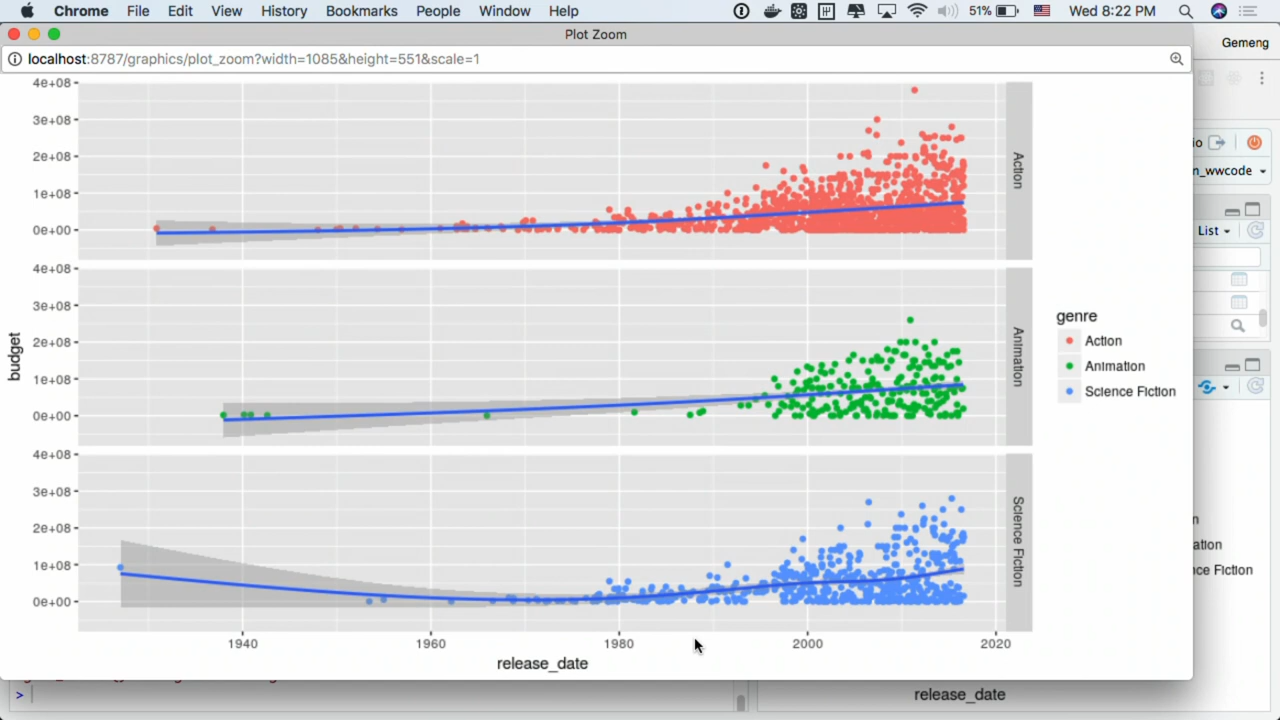 Chrome File Edit View History Bookmarks People Window Help 51% Wed 8:22 PM
Plot Zoom
Gemeng
localhost:8787/graphics/plot_zoom?width=1085&height=551&scale=1
4e+08
3e+08
2e+08
1e+08
0e+00
Action
4e+08
3e+08
2e+08
1e+08
0e+00
Animation
4e+08
3e+08
2e+08
1e+08
0e+00
Science Fiction
budget
1940 1960 1980 2000 2020
release_date
genre
Action
Animation
Science Fiction
io
n_wwcode
List
n
ation
nce Fiction
>
release_date